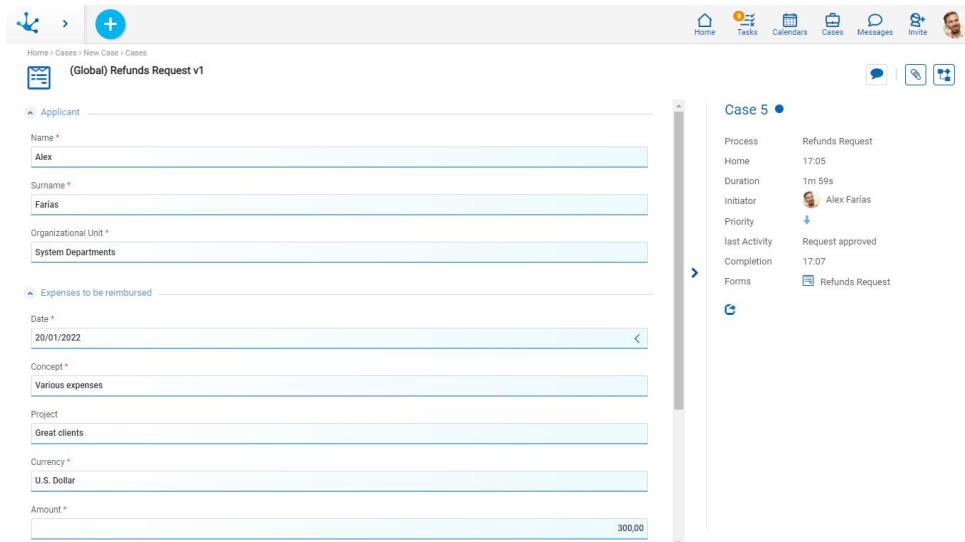 9
Home Tasks Calendars Cases Messages Invite
Home > Cases > New Case > Cases
(Global) Refunds Request v1
Applicant
Name *
Alex
Surname *
Farías
Organizational Unit *
System Departments
Expenses to be reimbursed
Date *
20/01/2022
Concept *
Various expenses
Project
Great clients
Currency *
U.S. Dollar
Amount *
300,00
Case 5
Process Refunds Request
Home 17:05
Duration 1m 59s
Initiator Alex Farías
Priority
last Activity Request approved
Completion 17:07
Forms Refunds Request